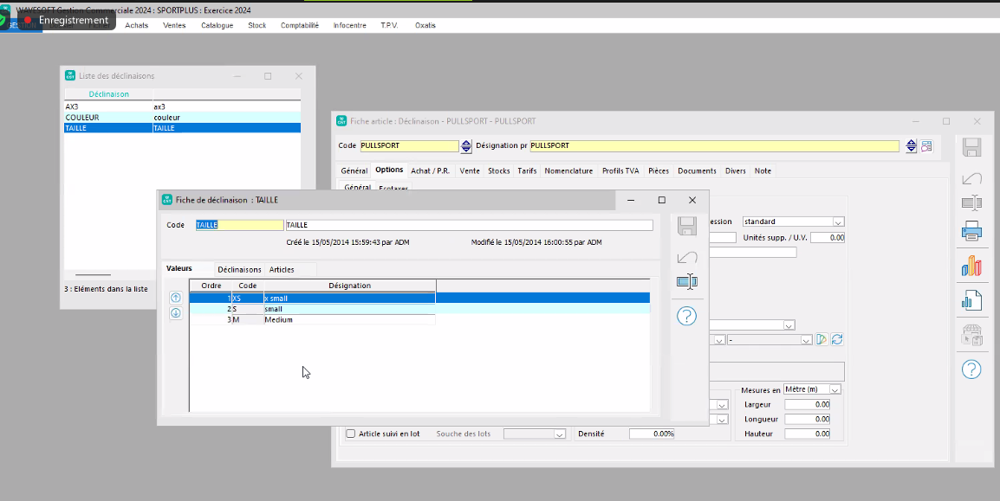 WAVESOFT Gestion Commerciale 2024 : SPORTPLUS : Exercice 2024
Enregistrement
Achats Ventes Catalogue Stock Comptabilité Infocentre T.P.V. Oxatis
Liste des déclinaisons
Déclinaison
AX3 ax3
COULEUR couleur
TAILLE TAILLE
3 : Eléments dans la liste
Fiche article : Déclinaison - PULLSPORT - PULLSPORT
Code PULLSPORT Désignation pr PULLSPORT
Général Options Achat / P.R. Vente Stocks Tarifs Nomenclature Profils TVA Pièces Documents Divers Note
Général Ecotaxes
ession standard
Unités supp. / U.V. 0.00
-
Mesures en Mètre (m)
Largeur 0.00
Longueur 0.00
Hauteur 0.00
Article suivi en lot Souche des lots Densité 0.00%
Fiche de déclinaison : TAILLE
Code TAILLE TAILLE
Créé le 15/05/2014 15:59:43 par ADM Modifié le 15/05/2014 16:00:55 par ADM
Valeurs Déclinaisons Articles
Ordre Code Désignation
1 XS x small
2 S small
3 M Medium